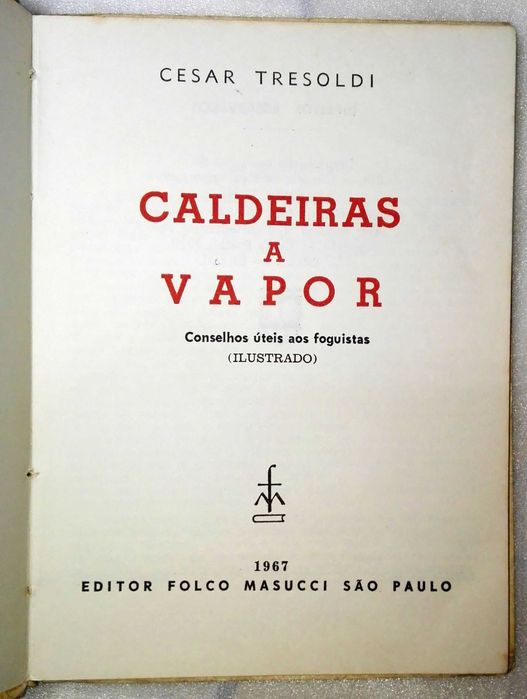 CESAR TRESOLDI
CALDEIRAS
A
VAPOR
Conselhos úteis aos foguistas
(ILUSTRADO)
1967
EDITOR FOLCO MASUCCI SÃO PAULO